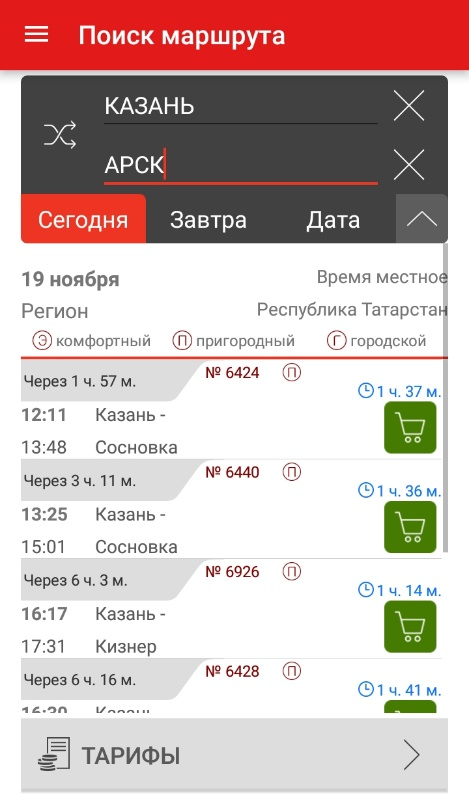 Поиск маршрута
КАЗАНЬ
АРСК
Сегодня Завтра Дата
19 ноября Время местное
Регион Республика Татарстан
Э комфортный П пригородный Г городской
Через 1 ч. 57 м. № 6424 П
1 ч. 37 м.
12:11 Казань -
13:48 Сосновка
Через 3 ч. 11 м. № 6440 П
1 ч. 36 м.
13:25 Казань -
15:01 Сосновка
Через 6 ч. 3 м. № 6926 П
1 ч. 14 м.
16:17 Казань -
17:31 Кизнер
Через 6 ч. 16 м. № 6428 П
1 ч. 41 м.
16:30 Казань
ТАРИФЫ